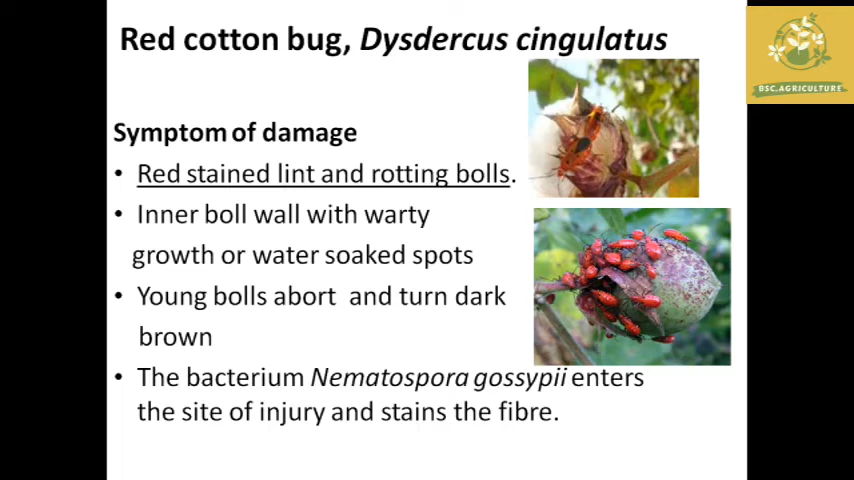 Red cotton bug, Dysdercus cingulatus
BSC.AGRICULTURE
Symptom of damage
• Red stained lint and rotting bolls.
• Inner boll wall with warty
growth or water soaked spots
• Young bolls abort and turn dark
brown
• The bacterium Nematospora gossypii enters
the site of injury and stains the fibre.